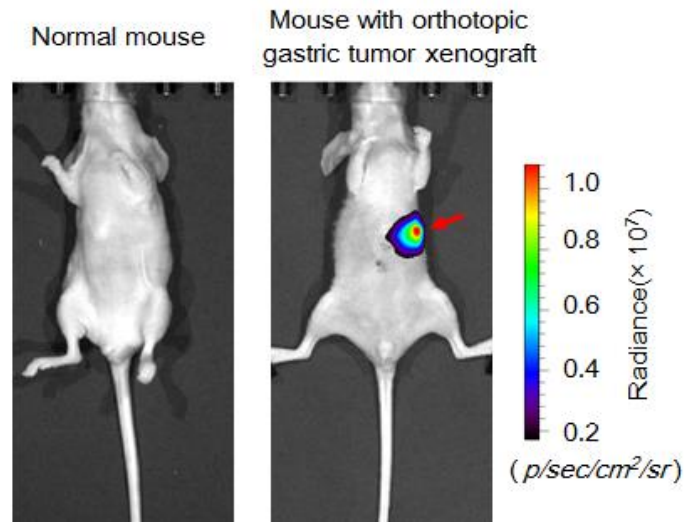 Normal mouse
Mouse with orthotopic
gastric tumor xenograft
1.0
0.8
0.6
0.4
0.2
Radiance(× 10⁷)
( p/sec/cm²/sr)